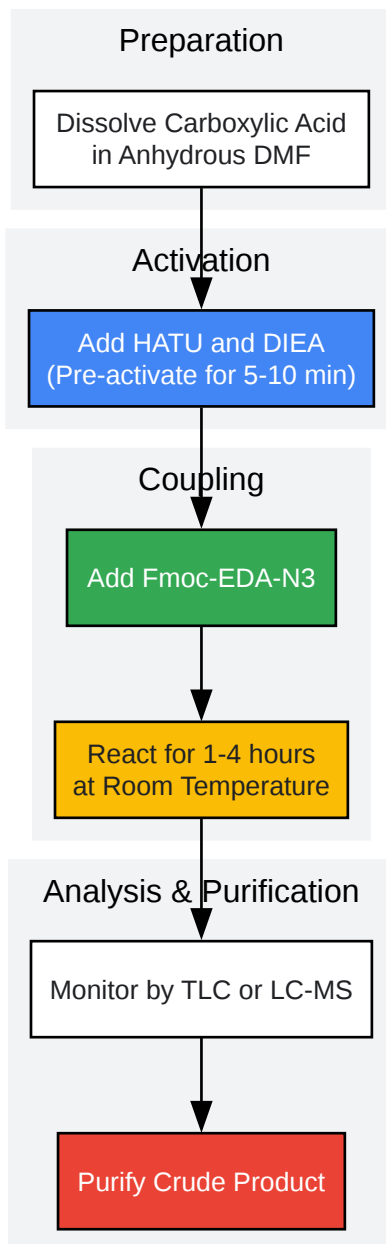 Preparation
Dissolve Carboxylic Acid
in Anhydrous DMF
Activation
Add HATU and DIEA
(Pre-activate for 5-10 min)
Coupling
Add Fmoc-EDA-N3
React for 1-4 hours
at Room Temperature
Analysis & Purification
Monitor by TLC or LC-MS
Purify Crude Product